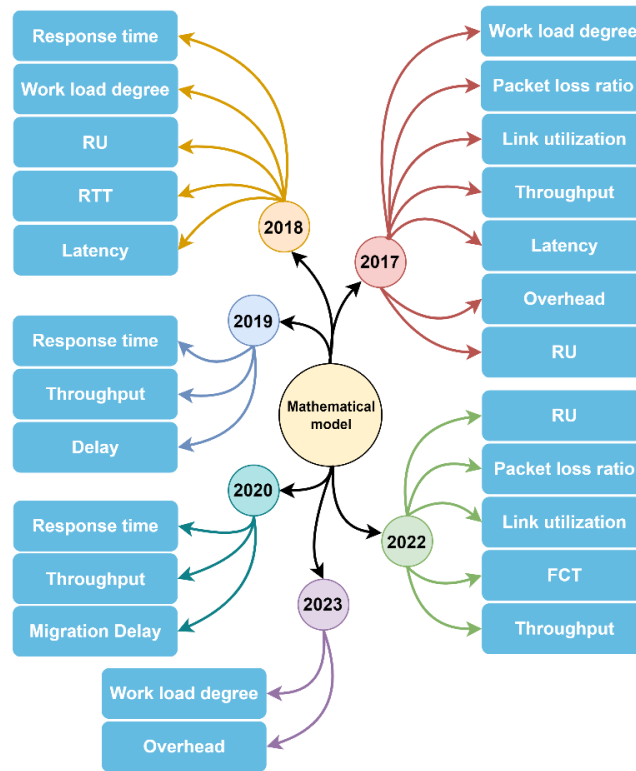 Response time
Work load degree
RU
RTT
Latency
2018
Work load degree
Packet loss ratio
Link utilization
Throughput
Latency
Overhead
RU
2017
2019
Response time
Throughput
Delay
Mathematical
model
2020
Response time
Throughput
Migration Delay
RU
Packet loss ratio
Link utilization
FCT
Throughput
2022
2023
Work load degree
Overhead